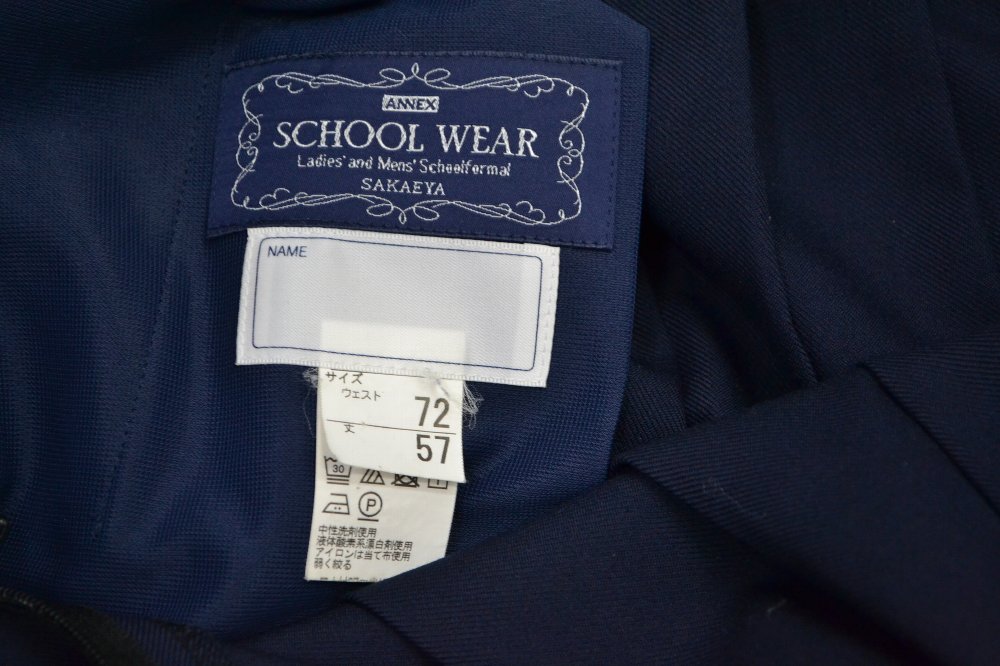 ANNEX
SCHOOL WEAR
Ladies' and Mens' Schoolformal
SAKAEYA
NAME
サイズ
ウェスト 72
丈 57
30
P
中性洗剤使用
液体酸素系漂白剤使用
アイロンは当て布使用
弱く絞る